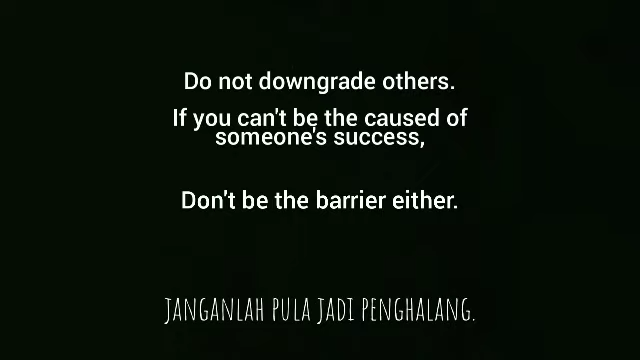 Do not downgrade others.
If you can't be the caused of
someone's success,
Don't be the barrier either.
JANGANLAH PULA JADI PENGHALANG.